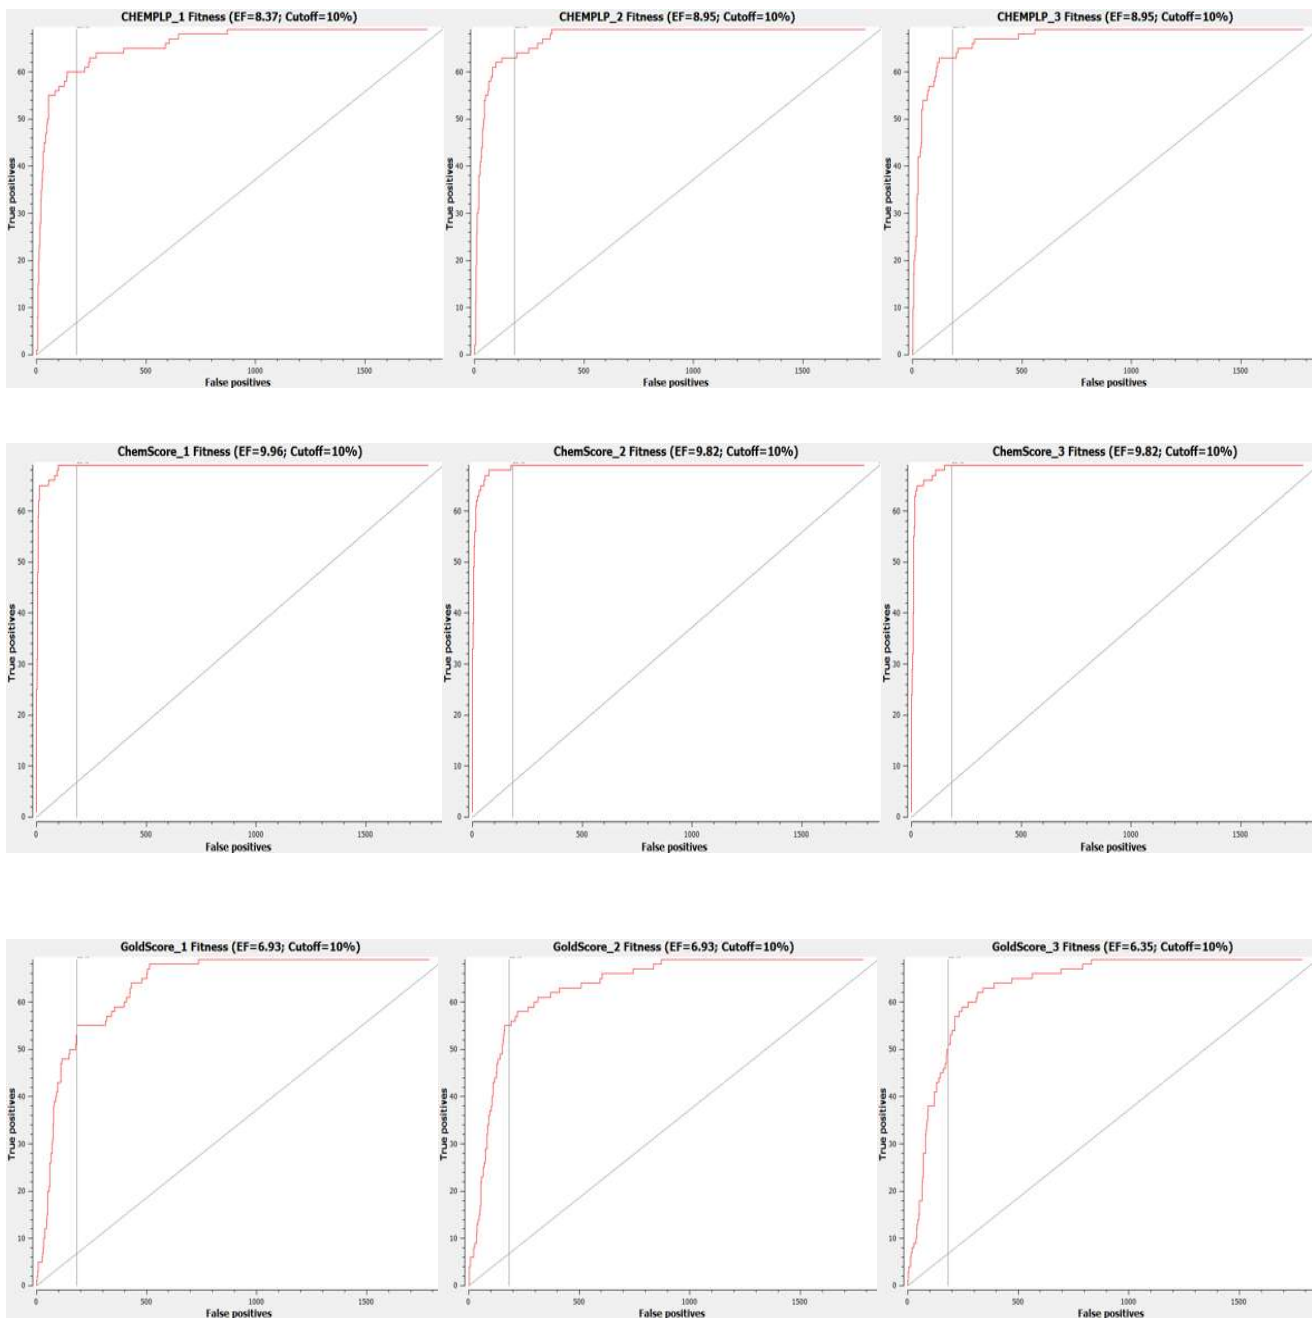 CHEMPLP_1 Fitness (EF=8.37; Cutoff=10%)
True positives
60
50
40
30
20
10
0
0 500 1000 1500
False positives
CHEMPLP_2 Fitness (EF=8.95; Cutoff=10%)
True positives
60
50
40
30
20
10
0
0 500 1000 1500
False positives
CHEMPLP_3 Fitness (EF=8.95; Cutoff=10%)
True positives
60
50
40
30
20
10
0
0 500 1000 1500
False positives
ChemScore_1 Fitness (EF=9.96; Cutoff=10%)
True positives
60
50
40
30
20
10
0
0 500 1000 1500
False positives
ChemScore_2 Fitness (EF=9.82; Cutoff=10%)
True positives
60
50
40
30
20
10
0
0 500 1000 1500
False positives
ChemScore_3 Fitness (EF=9.82; Cutoff=10%)
True positives
60
50
40
30
20
10
0
0 500 1000 1500
False positives
GoldScore_1 Fitness (EF=6.93; Cutoff=10%)
True positives
60
50
40
30
20
10
0
0 500 1000 1500
False positives
GoldScore_2 Fitness (EF=6.93; Cutoff=10%)
True positives
60
50
40
30
20
10
0
0 500 1000 1500
False positives
GoldScore_3 Fitness (EF=6.35; Cutoff=10%)
True positives
60
50
40
30
20
10
0
0 500 1000 1500
False positives